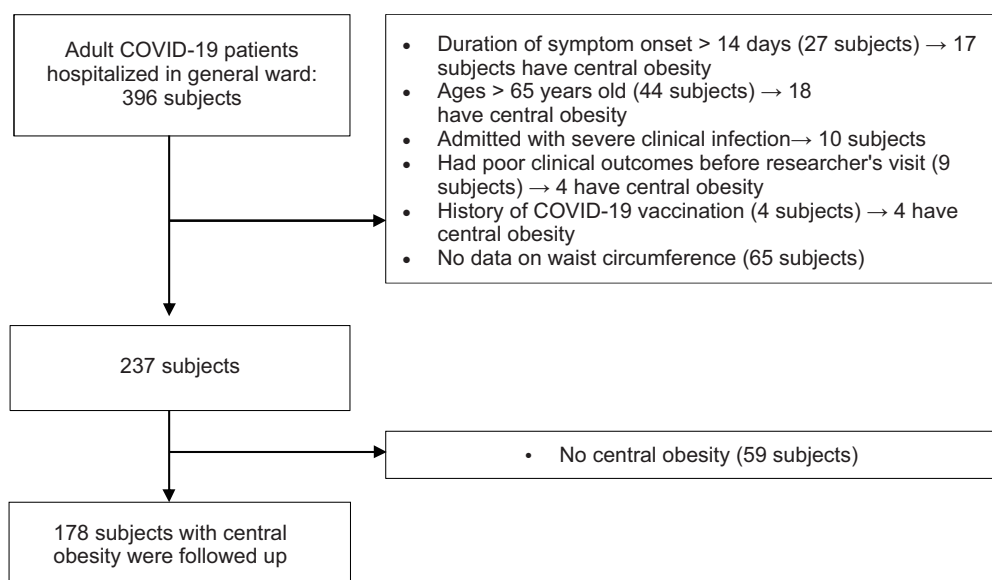 Adult COVID-19 patients
hospitalized in general ward:
396 subjects
• Duration of symptom onset > 14 days (27 subjects) → 17
subjects have central obesity
• Ages > 65 years old (44 subjects) → 18
have central obesity
• Admitted with severe clinical infection→ 10 subjects
• Had poor clinical outcomes before researcher's visit (9
subjects) → 4 have central obesity
• History of COVID-19 vaccination (4 subjects) → 4 have
central obesity
• No data on waist circumference (65 subjects)
237 subjects
• No central obesity (59 subjects)
178 subjects with central
obesity were followed up